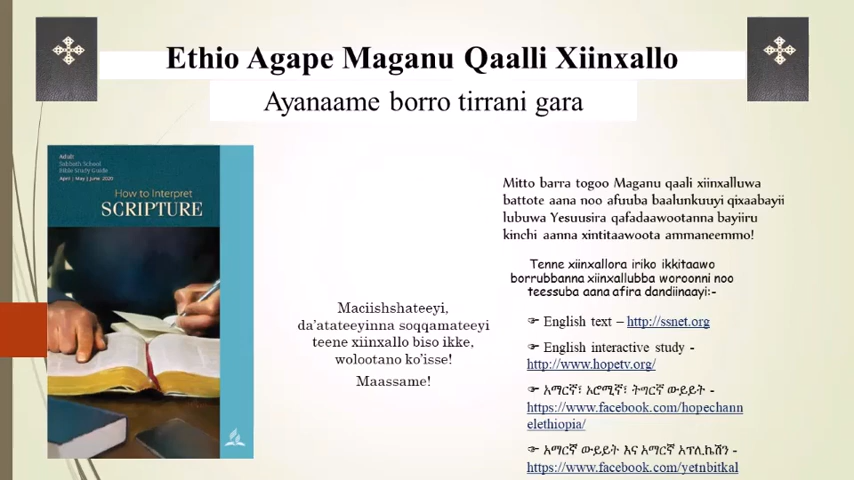 Ethio Agape Maganu Qaalli Xiinxallo
Ayanaame borro tirrani gara
Adult
Sabbath School
Bible Study Guide
April | May | June 2020
How to Interpret
SCRIPTURE
Maciishshateeyi,
da'atateeyinna soqqamateeyi
teene xiinxallo biso ikke,
wolootano ko'isse!
Maassame!
Mitto barra togoo Maganu qaali xiinxalluwa
battote aana noo afuuba baalunkuuyi qixaabayii
lubuwa Yesuusira qafadaawootanna bayiiru
kinchi aanna xintitaawoota ammaneemmo!
Tenne xiinxallora iriko ikkitaawo
borrubbanna xiinxallubba woroonni noo
teessuba aana afira dandiinaayi:-
☞ English text – http://ssnet.org
☞ English interactive study -
http://www.hopetv.org/
☞ አማርኛ፣ ኦሮሚኛ፣ ትግርኛ ውይይት -
https://www.facebook.com/hopechann
elethiopia/
☞ አማርኛ ውይይት እና አማርኛ አፕሊኬሽን -
https://www.facebook.com/yetnbitkal